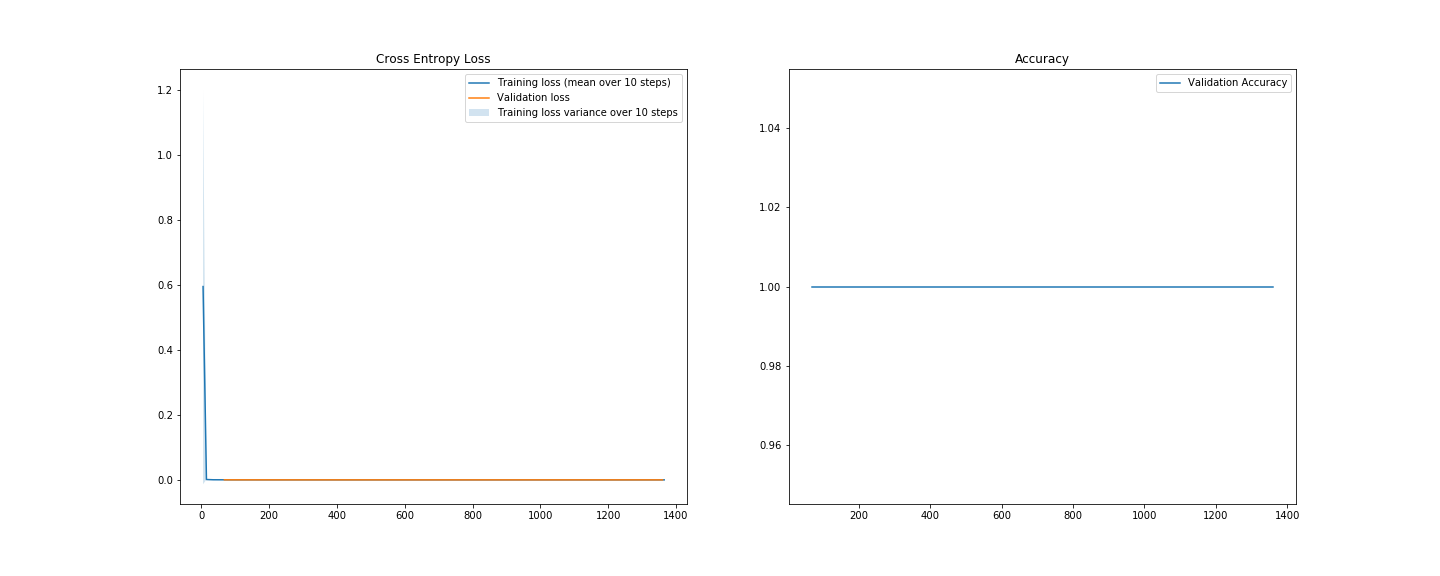 Cross Entropy Loss
Training loss (mean over 10 steps)
Validation loss
Training loss variance over 10 steps
1.2
1.0
0.8
0.6
0.4
0.2
0.0
0 200 400 600 800 1000 1200 1400
Accuracy
Validation Accuracy
1.04
1.02
1.00
0.98
0.96
200 400 600 800 1000 1200 1400